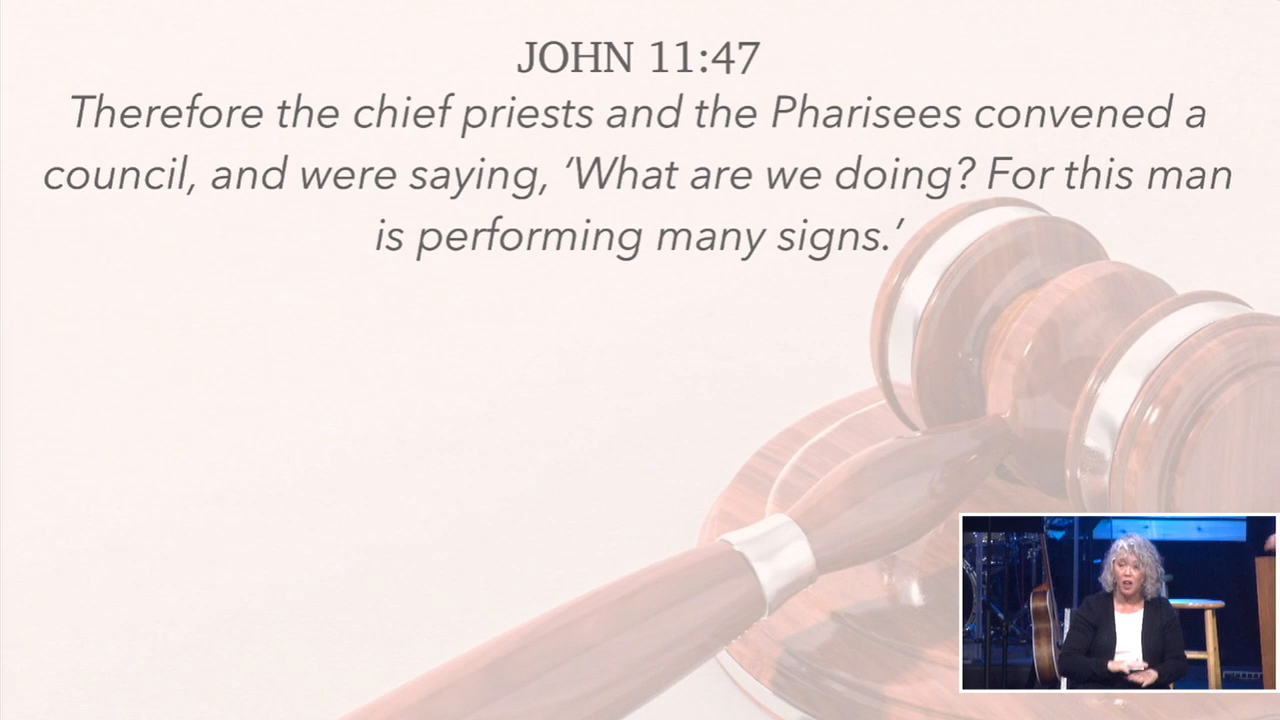 JOHN 11:47
Therefore the chief priests and the Pharisees convened a
council, and were saying, ‘What are we doing? For this man
is performing many signs.’